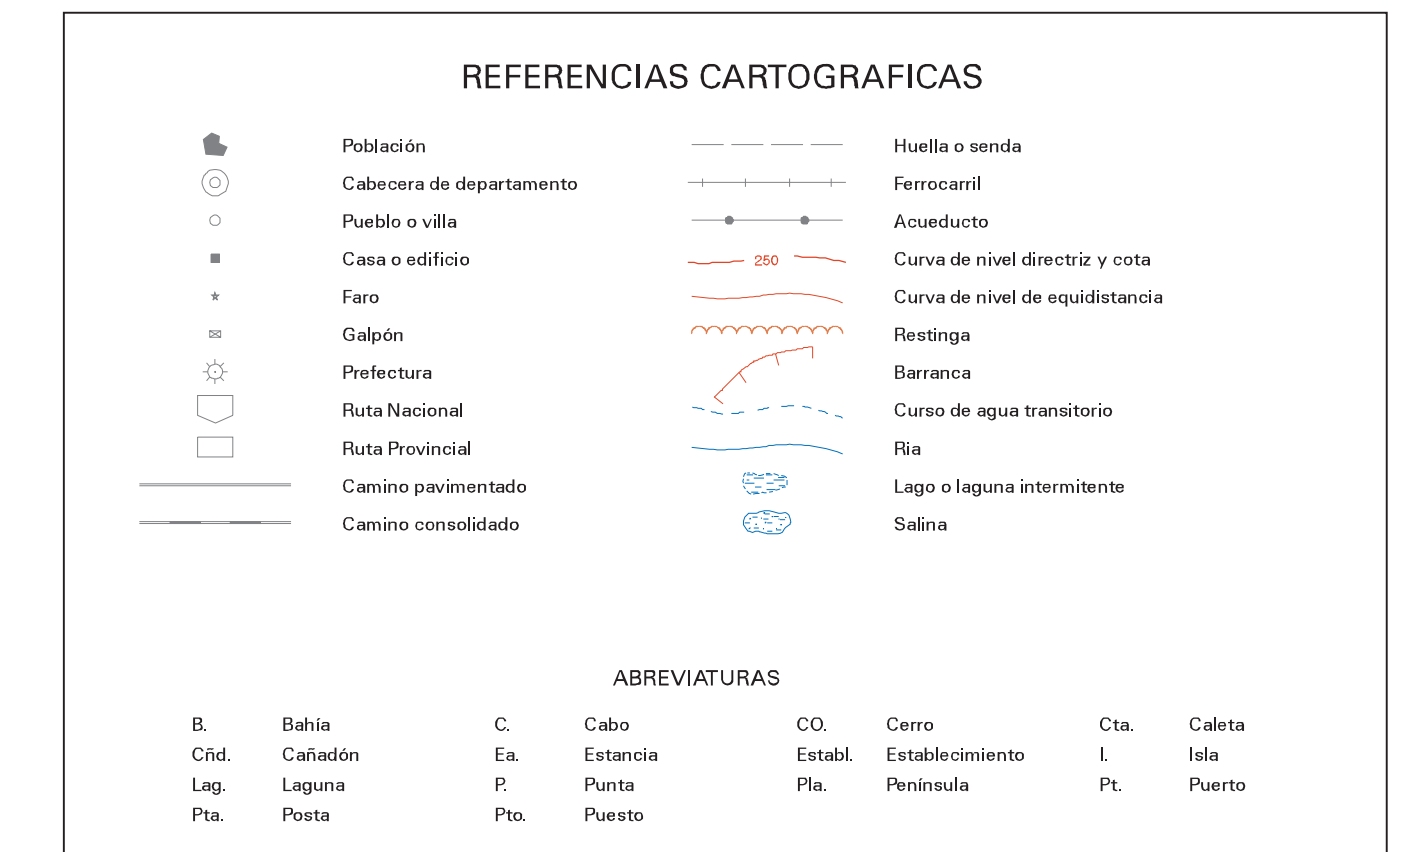 REFERENCIAS CARTOGRAFICAS
Población
Cabecera de departamento
Pueblo o villa
Casa o edificio
Faro
Galpón
Prefectura
Ruta Nacional
Ruta Provincial
Camino pavimentado
Camino consolidado
Huella o senda
Ferrocarril
Acueducto
250 Curva de nivel directriz y cota
Curva de nivel de equidistancia
Restinga
Barranca
Curso de agua transitorio
Ria
Lago o laguna intermitente
Salina
ABREVIATURAS
B. Bahía C. Cabo CO. Cerro Cta. Caleta
Cñd. Cañadón Ea. Estancia Establ. Establecimiento I. Isla
Lag. Laguna P. Punta Pla. Península Pt. Puerto
Pta. Posta Pto. Puesto